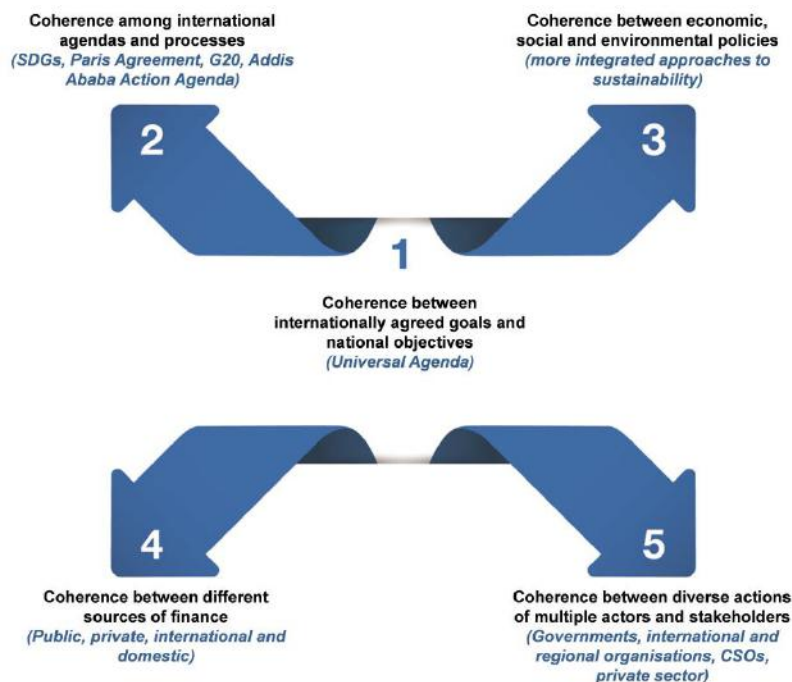 Coherence among international
agendas and processes
(SDGs, Paris Agreement, G20, Addis
Ababa Action Agenda)
2
Coherence between economic,
social and environmental policies
(more integrated approaches to
sustainability)
3
1
Coherence between
internationally agreed goals and
national objectives
(Universal Agenda)
4
Coherence between different
sources of finance
(Public, private, international and
domestic)
5
Coherence between diverse actions
of multiple actors and stakeholders
(Governments, international and
regional organisations, CSOs,
private sector)